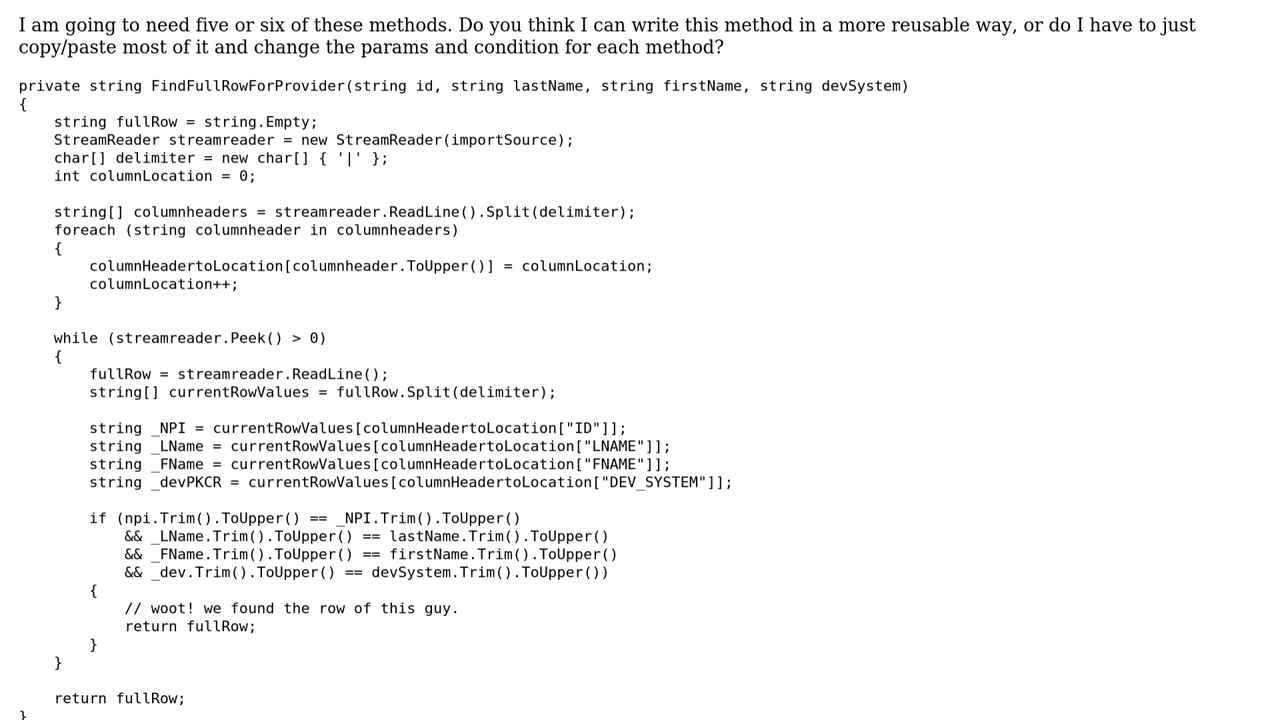 I am going to need five or six of these methods. Do you think I can write this method in a more reusable way, or do I have to just
copy/paste most of it and change the params and condition for each method?
private string FindFullRowForProvider(string id, string lastName, string firstName, string devSystem)
{
    string fullRow = string.Empty;
    StreamReader streamreader = new StreamReader(importSource);
    char[] delimiter = new char[] { '|' };
    int columnLocation = 0;

    string[] columnheaders = streamreader.ReadLine().Split(delimiter);
    foreach (string columnheader in columnheaders)
    {
        columnHeadertoLocation[columnheader.ToUpper()] = columnLocation;
        columnLocation++;
    }

    while (streamreader.Peek() > 0)
    {
        fullRow = streamreader.ReadLine();
        string[] currentRowValues = fullRow.Split(delimiter);

        string _NPI = currentRowValues[columnHeadertoLocation["ID"]];
        string _LName = currentRowValues[columnHeadertoLocation["LNAME"]];
        string _FName = currentRowValues[columnHeadertoLocation["FNAME"]];
        string _devPKCR = currentRowValues[columnHeadertoLocation["DEV_SYSTEM"]];

        if (npi.Trim().ToUpper() == _NPI.Trim().ToUpper()
            && _LName.Trim().ToUpper() == lastName.Trim().ToUpper()
            && _FName.Trim().ToUpper() == firstName.Trim().ToUpper()
            && _dev.Trim().ToUpper() == devSystem.Trim().ToUpper())
        {
            // woot! we found the row of this guy.
            return fullRow;
        }
    }

    return fullRow;
}